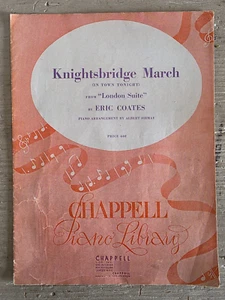 Knightsbridge March
(IN TOWN TONIGHT)
FROM "London Suite"
BY ERIC COATES
PIANO ARRANGEMENT BY ALBERT
PRICE
CHAPPELL
Piano Library
CHAPPELL